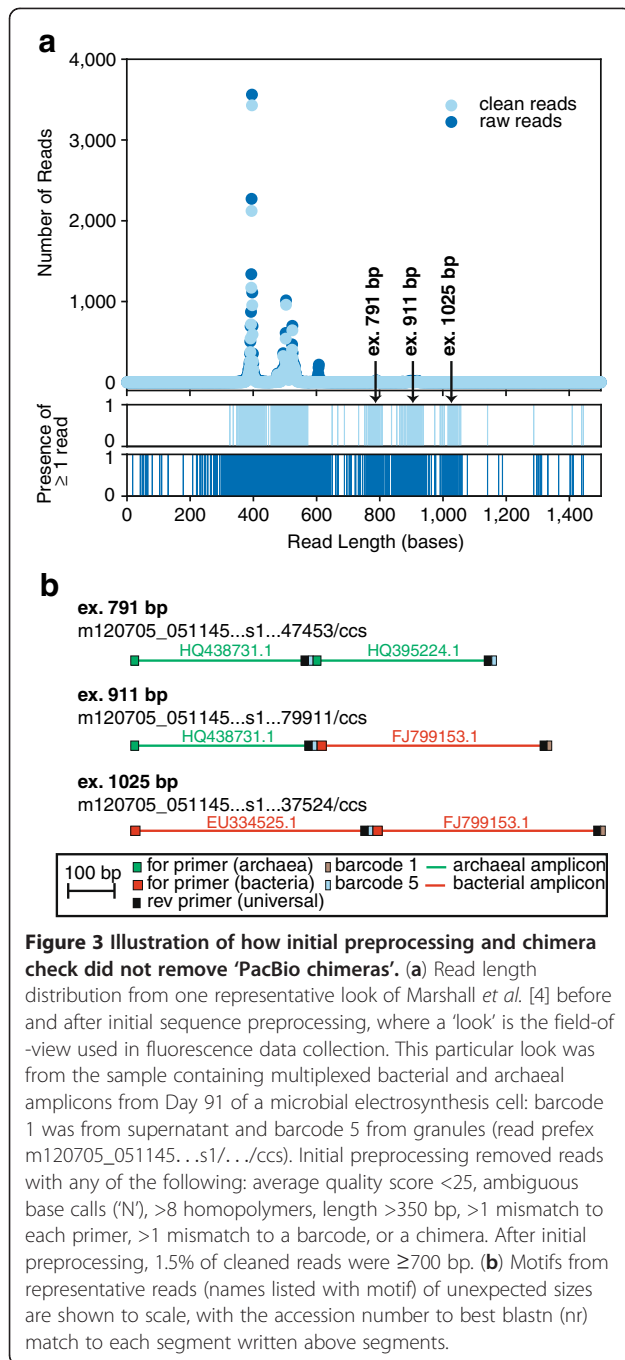 a
4,000
3,000
2,000
1,000
0
Number of Reads
clean reads
raw reads
ex. 791 bp
ex. 911 bp
ex. 1025 bp
Presence of
≥ 1 read
1
0
1
0
0 200 400 600 800 1,000 1,200 1,400
Read Length (bases)
b
ex. 791 bp
m120705_051145...s1...47453/ccs
HQ438731.1 HQ395224.1
ex. 911 bp
m120705_051145...s1...79911/ccs
HQ438731.1 FJ799153.1
ex. 1025 bp
m120705_051145...s1...37524/ccs
EU334525.1 FJ799153.1
100 bp
for primer (archaea) barcode 1 archaeal amplicon
for primer (bacteria) barcode 5 bacterial amplicon
rev primer (universal)
Figure 3 Illustration of how initial preprocessing and chimera
check did not remove ‘PacBio chimeras’. (a) Read length
distribution from one representative look of Marshall et al. [4] before
and after initial sequence preprocessing, where a ‘look’ is the field-of
-view used in fluorescence data collection. This particular look was
from the sample containing multiplexed bacterial and archaeal
amplicons from Day 91 of a microbial electrosynthesis cell: barcode
1 was from supernatant and barcode 5 from granules (read prefex
m120705_051145. . .s1/. . ./ccs). Initial preprocessing removed reads
with any of the following: average quality score <25, ambiguous
base calls (‘N’), >8 homopolymers, length >350 bp, >1 mismatch to
each primer, >1 mismatch to a barcode, or a chimera. After initial
preprocessing, 1.5% of cleaned reads were ≥700 bp. (b) Motifs from
representative reads (names listed with motif) of unexpected sizes
are shown to scale, with the accession number to best blastn (nr)
match to each segment written above segments.